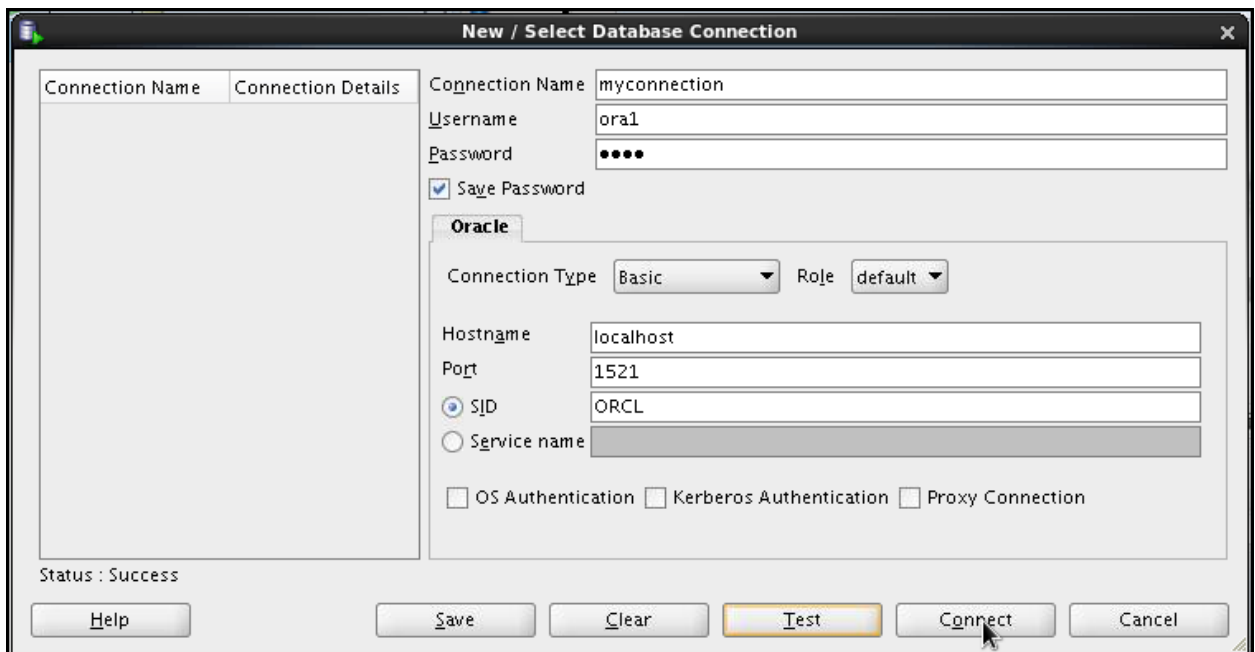 New / Select Database Connection
Connection Name Connection Details
Connection Name myconnection
Username ora1
Password ••••
Save Password
Oracle
Connection Type Basic Role default
Hostname localhost
Port 1521
SID ORCL
Service name
OS Authentication Kerberos Authentication Proxy Connection
Status : Success
Help Save Clear Test Connect Cancel